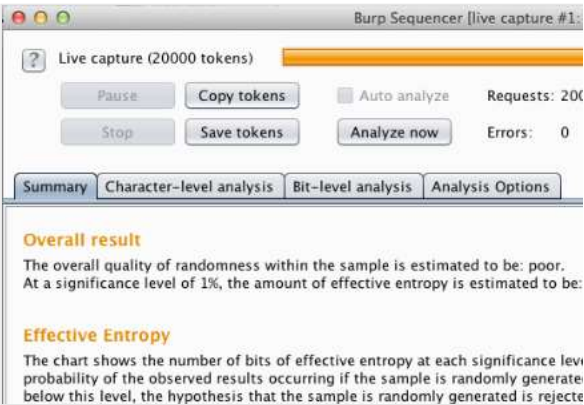 Burp Sequencer [live capture #1:
? Live capture (20000 tokens)
Pause Copy tokens Auto analyze Requests: 200
Stop Save tokens Analyze now Errors: 0
Summary Character-level analysis Bit-level analysis Analysis Options
Overall result
The overall quality of randomness within the sample is estimated to be: poor.
At a significance level of 1%, the amount of effective entropy is estimated to be:
Effective Entropy
The chart shows the number of bits of effective entropy at each significance leve
probability of the observed results occurring if the sample is randomly generate
below this level, the hypothesis that the sample is randomly generated is rejecte